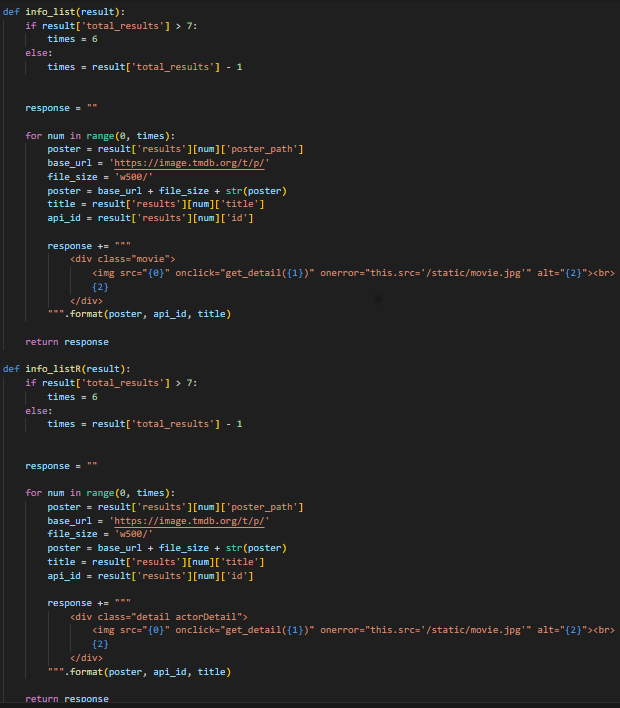 def info_list(result):
    if result['total_results'] > 7:
        times = 6
    else:
        times = result['total_results'] - 1
    response = ""
    for num in range(0, times):
        poster = result['results'][num]['poster_path']
        base_url = 'https://image.tmdb.org/t/p/'
        file_size = 'w500/'
        poster = base_url + file_size + str(poster)
        title = result['results'][num]['title']
        api_id = result['results'][num]['id']
        response += """
            <div class="movie">
                <img src="{0}" onclick="get_detail({1})" onerror="this.src='/static/movie.jpg'" alt="{2}"><br>
                {2}
            </div>
        """.format(poster, api_id, title)
    return response
def info_listR(result):
    if result['total_results'] > 7:
        times = 6
    else:
        times = result['total_results'] - 1
    response = ""
    for num in range(0, times):
        poster = result['results'][num]['poster_path']
        base_url = 'https://image.tmdb.org/t/p/'
        file_size = 'w500/'
        poster = base_url + file_size + str(poster)
        title = result['results'][num]['title']
        api_id = result['results'][num]['id']
        response += """
            <div class="detail actorDetail">
                <img src="{0}" onclick="get_detail({1})" onerror="this.src='/static/movie.jpg'" alt="{2}"><br>
                {2}
            </div>
        """.format(poster, api_id, title)
    return response